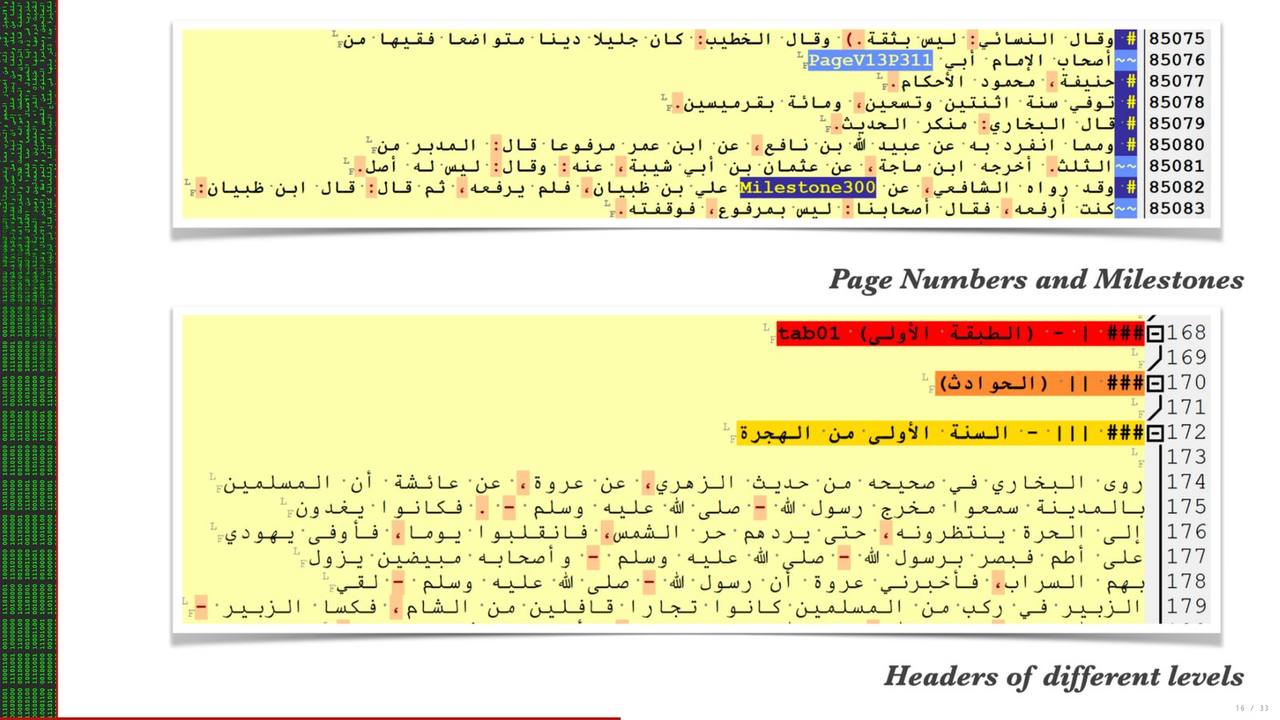 85075 # وقال النسائي: ليس بثقة.) وقال الخطيب: كان جليلا دينا متواضعا فقيها من
85076 ~~أصحاب الإمام أبي PageV13P311
85077 # حنيفة، محمود الأحكام.
85078 # توفي سنة اثنتين وتسعين، ومائة بقرميسين.
85079 # قال البخاري: منكر الحديث.
85080 # ومما انفرد به عن عبيد الله بن نافع، عن ابن عمر مرفوعا قال: المدبر من
85081 ~~الثلث. أخرجه ابن ماجة، عن عثمان بن أبي شيبة، عنه: وقال: ليس له أصل.
85082 # وقد رواه الشافعي، عن Milestone300 علي بن ظبيان، فلم يرفعه، ثم قال: قال ابن ظبيان:
85083 ~~كنت أرفعه، فقال أصحابنا: ليس بمرفوع، فوقفته.
Page Numbers and Milestones
168 ### | - (الطبقة الأولى) tab01
169
170 ### || (الحوادث)
171
172 ### ||| - السنة الأولى من الهجرة
173
174 روى البخاري في صحيحه من حديث الزهري، عن عروة، عن عائشة أن المسلمين
175 بالمدينة سمعوا مخرج رسول الله - صلى الله عليه وسلم - . فكانوا يغدون
176 إلى الحرة ينتظرونه، حتى يردهم حر الشمس، فانقلبوا يوما، فأوفى يهودي
177 على أطم فبصر برسول الله - صلى الله عليه وسلم - وأصحابه مبيضين يزول
178 بهم السراب، فأخبرني عروة أن رسول الله - صلى الله عليه وسلم - لقي
179 الزبير في ركب من المسلمين كانوا تجارا قافلين من الشام، فكسا الزبير -
Headers of different levels
16 / 33